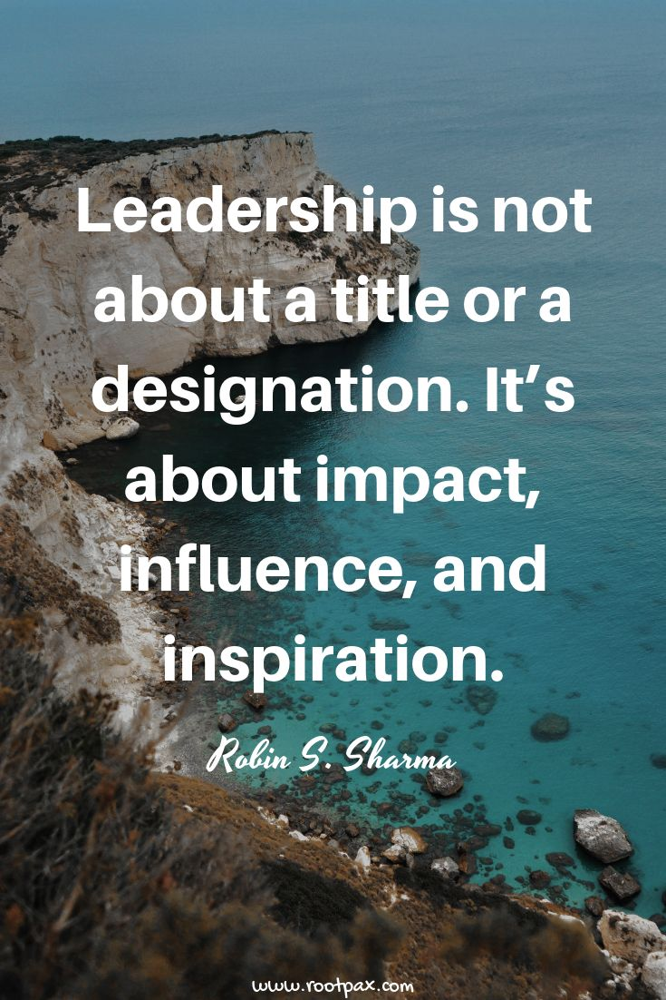 Leadership is not
about a title or a
designation. It’s
about impact,
influence, and
inspiration.
Robin S. Sharma
www.rootpax.com